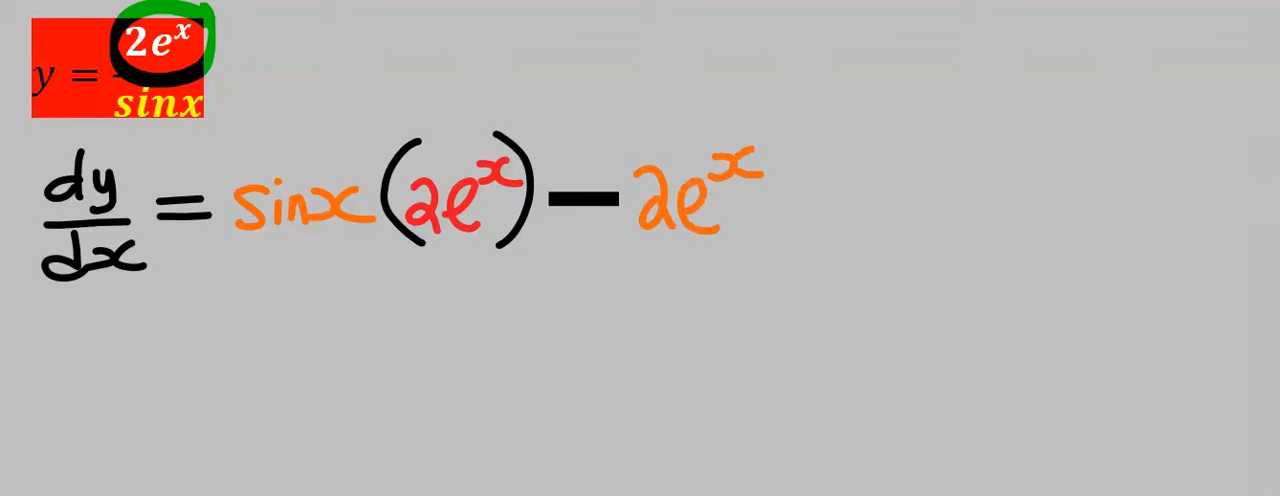 y = 2e^x / sinx
dy/dx = sinx(2e^x) − 2e^x